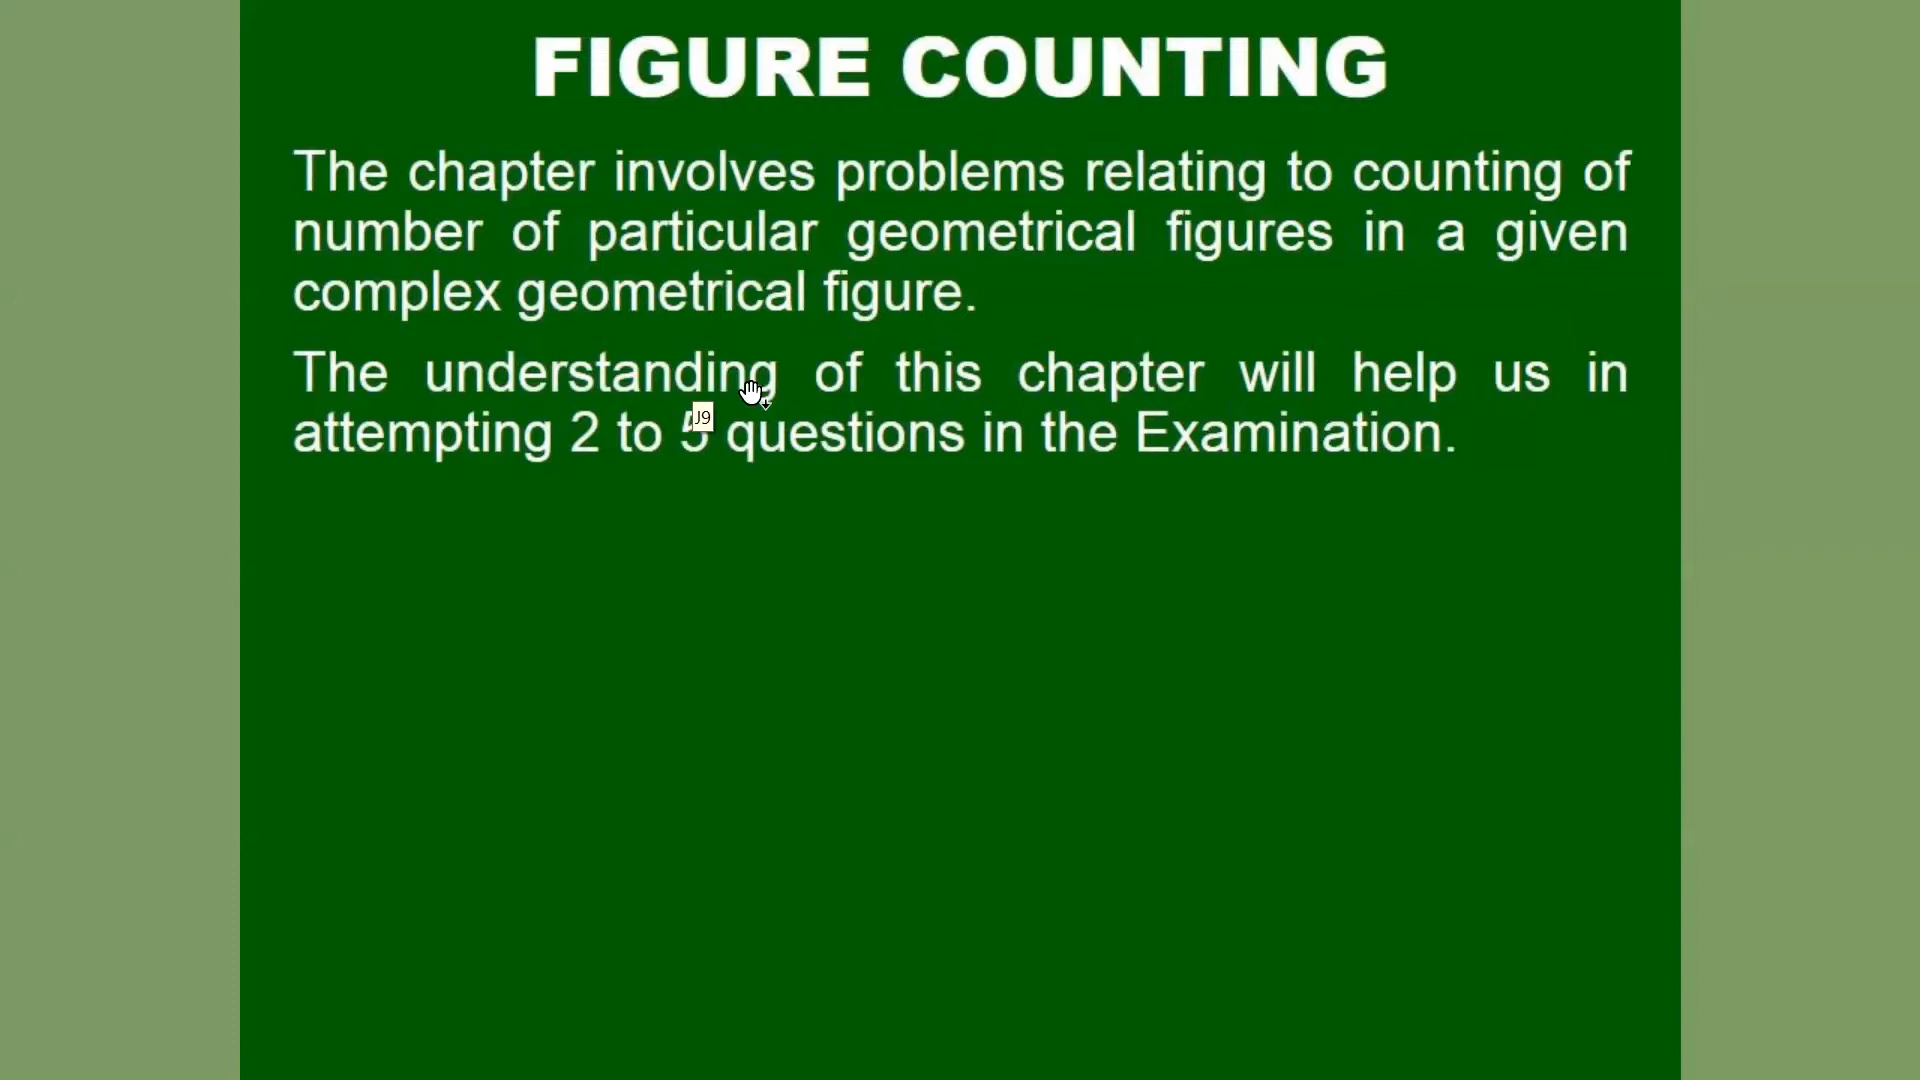 FIGURE COUNTING
The chapter involves problems relating to counting of
number of particular geometrical figures in a given
complex geometrical figure.
The understanding of this chapter will help us in
J9
attempting 2 to 5 questions in the Examination.